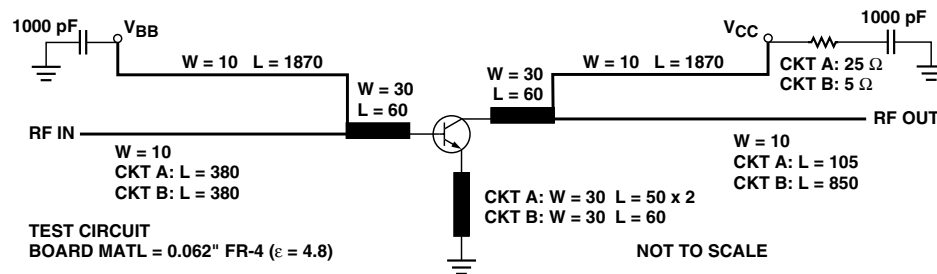 1000 pF
VBB
W = 10 L = 1870
W = 30
L = 60
RF IN
W = 10
CKT A: L = 380
CKT B: L = 380
W = 30
L = 60
W = 10 L = 1870
VCC
1000 pF
CKT A: 25 Ω
CKT B: 5 Ω
RF OUT
W = 10
CKT A: L = 105
CKT B: L = 850
CKT A: W = 30 L = 50 x 2
CKT B: W = 30 L = 60
TEST CIRCUIT
BOARD MATL = 0.062" FR-4 (ε = 4.8)
NOT TO SCALE